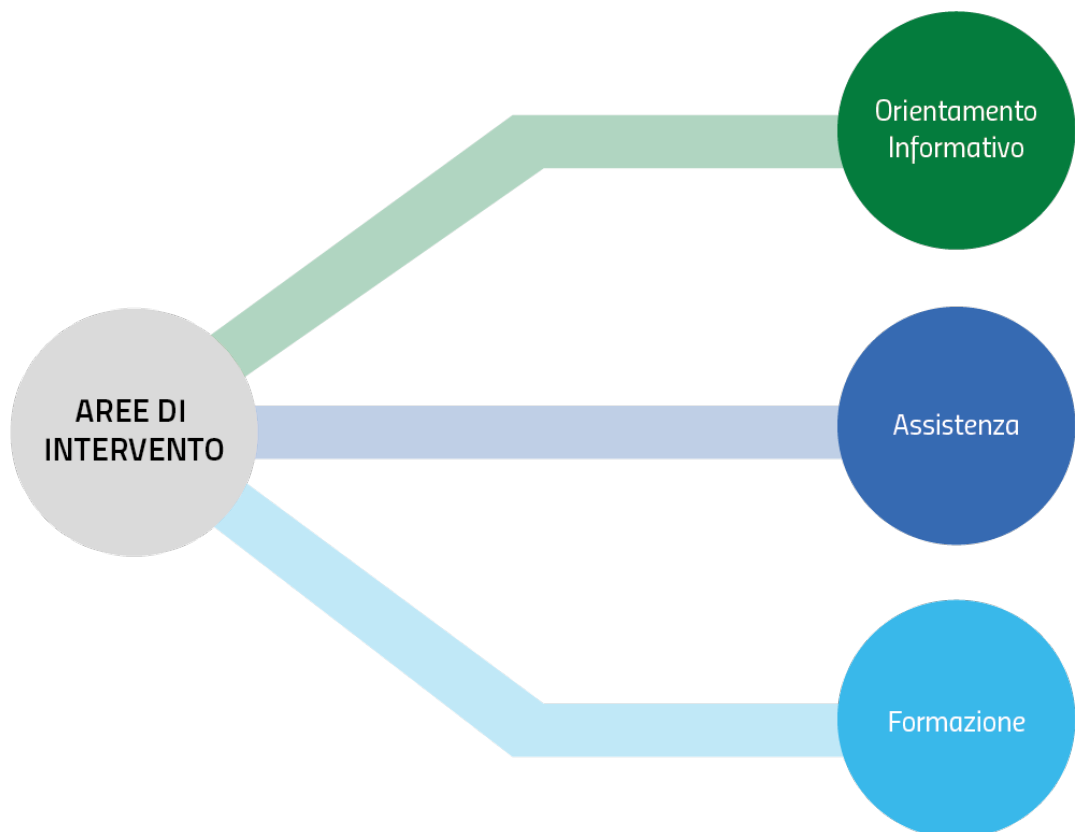 Orientamento
Informativo
AREE DI
INTERVENTO
Assistenza
Formazione